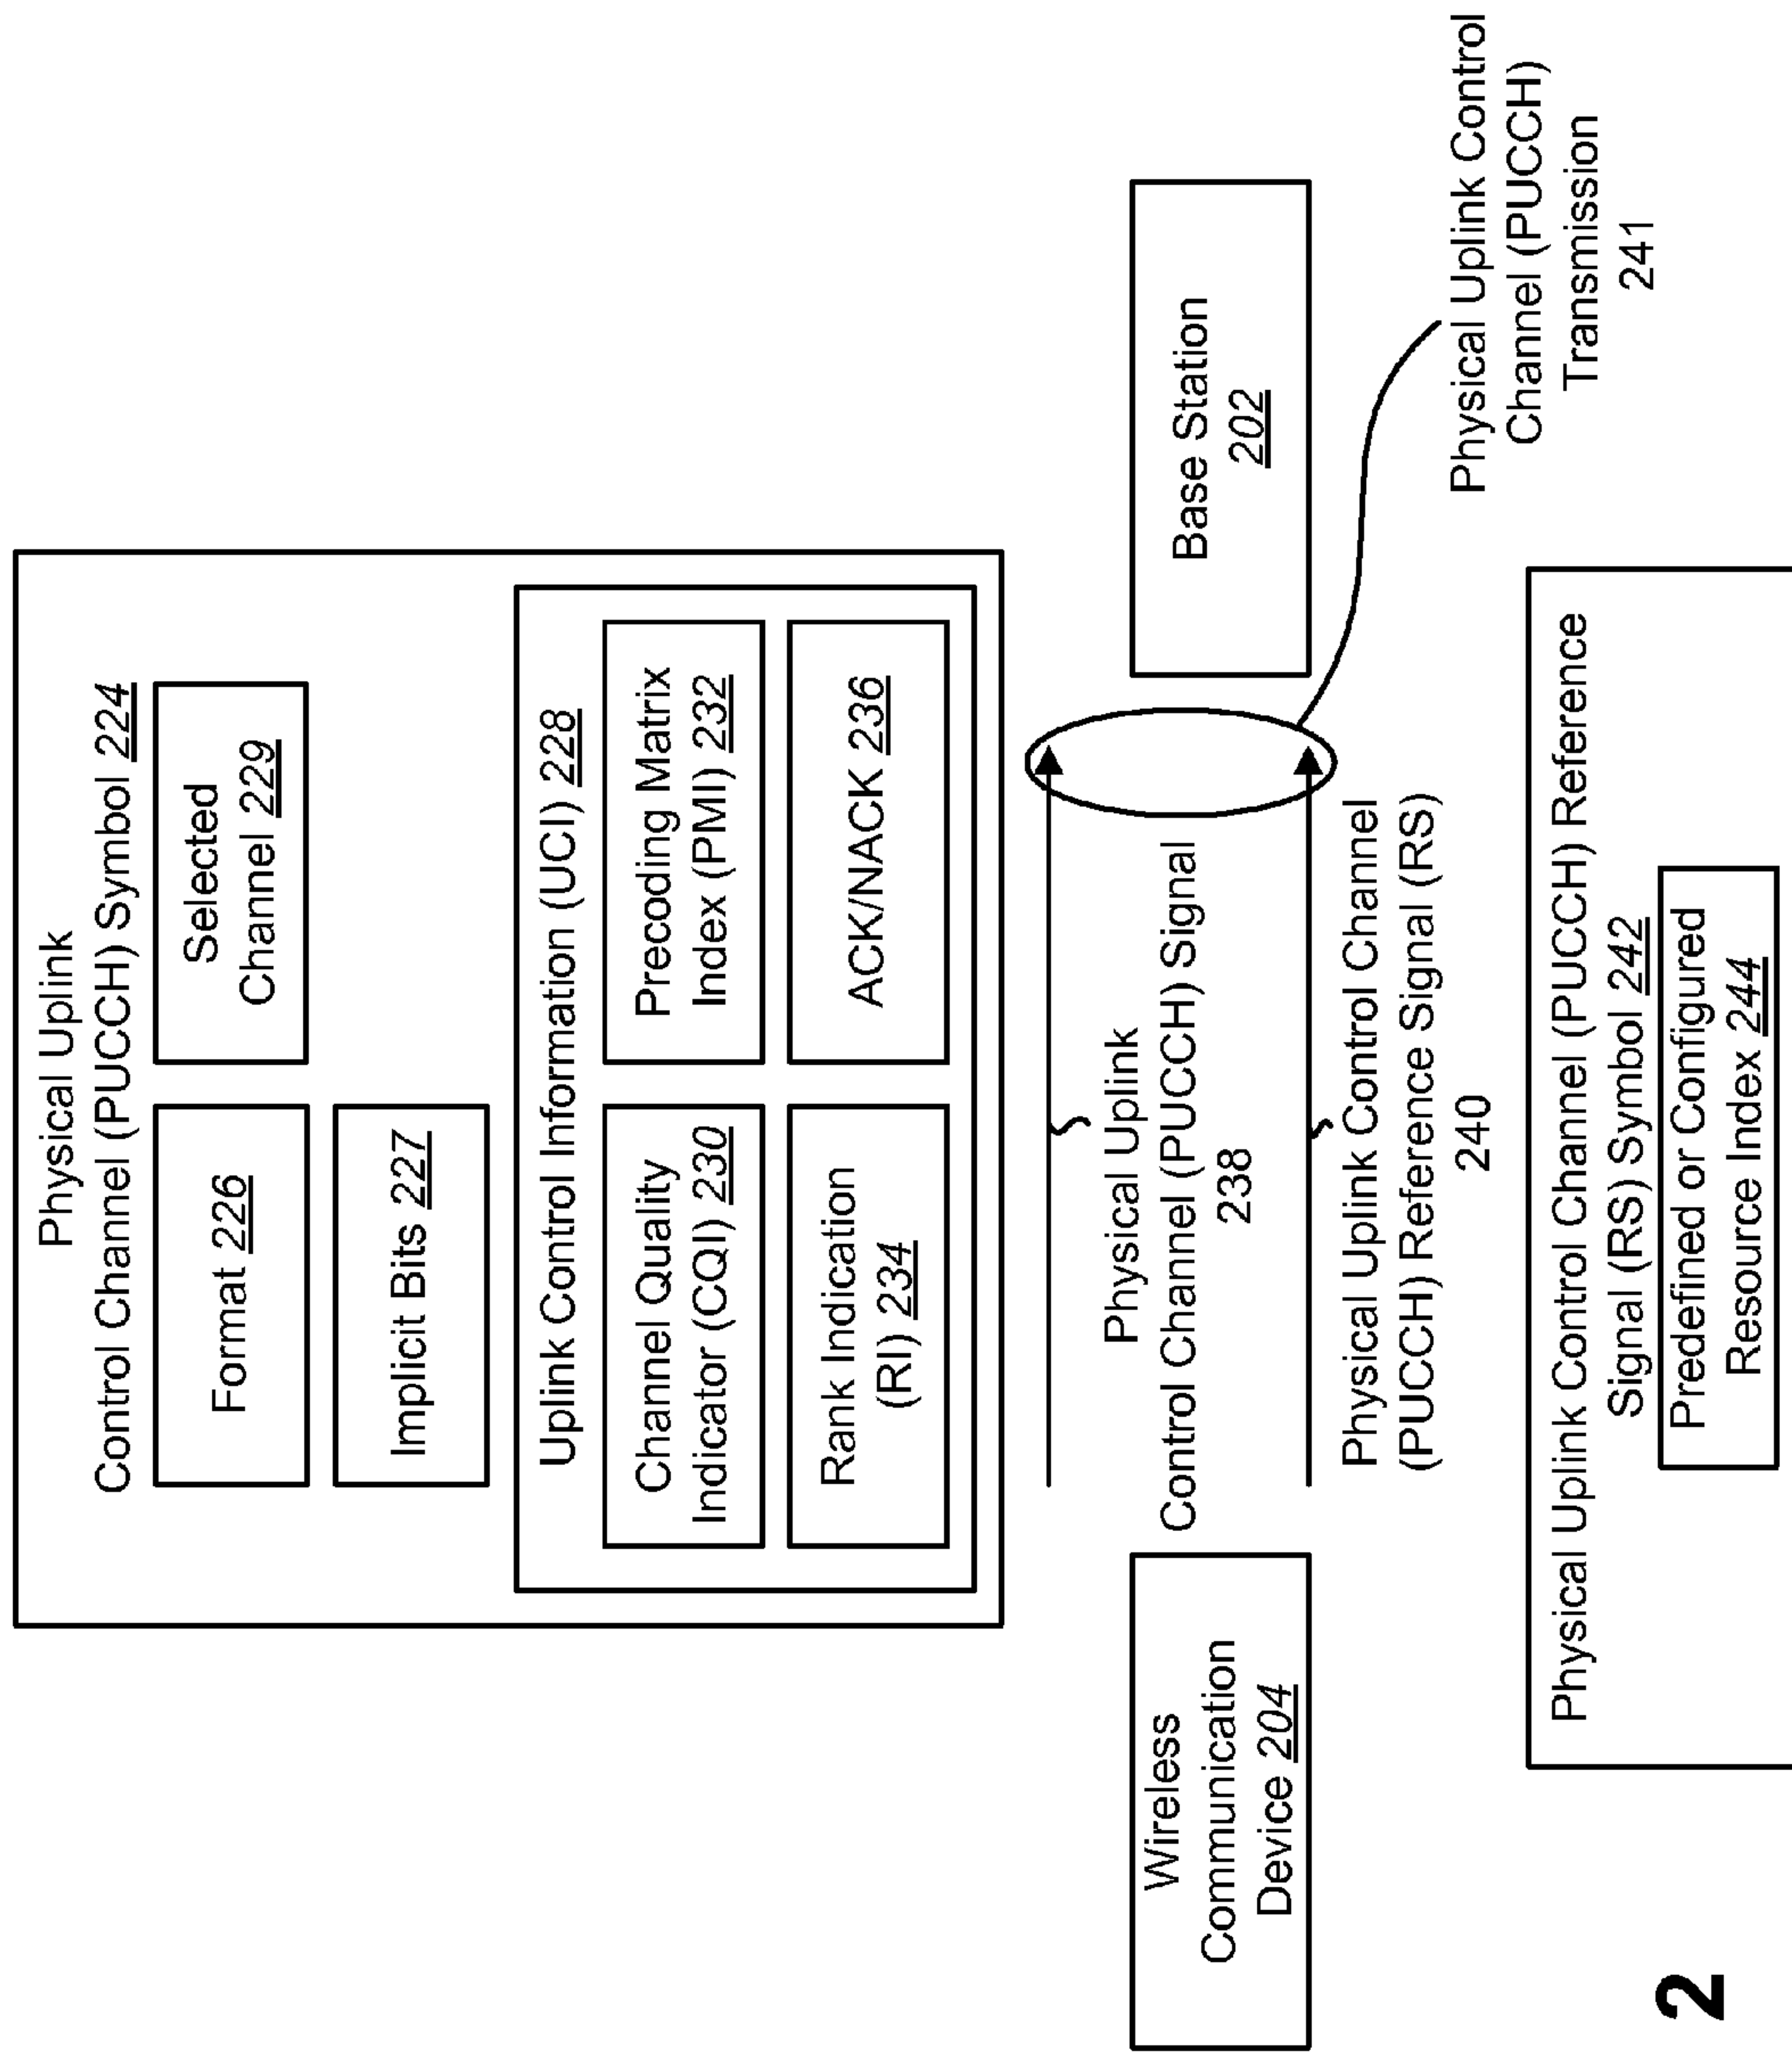 Physical Uplink
Control Channel (PUCCH) Symbol 224
Format 226
Selected
Channel 229
Implicit Bits 227
Uplink Control Information (UCI) 228
Channel Quality
Indicator (CQI) 230
Precoding Matrix
Index (PMI) 232
Rank Indication
(RI) 234
ACK/NACK 236
Wireless
Communication
Device 204
Physical Uplink
Control Channel (PUCCH) Signal
238
Base Station
202
Physical Uplink Control Channel
(PUCCH) Reference Signal (RS)
240
Physical Uplink Control
Channel (PUCCH)
Transmission
241
Physical Uplink Control Channel (PUCCH) Reference
Signal (RS) Symbol 242
Predefined or Configured
Resource Index 244
2